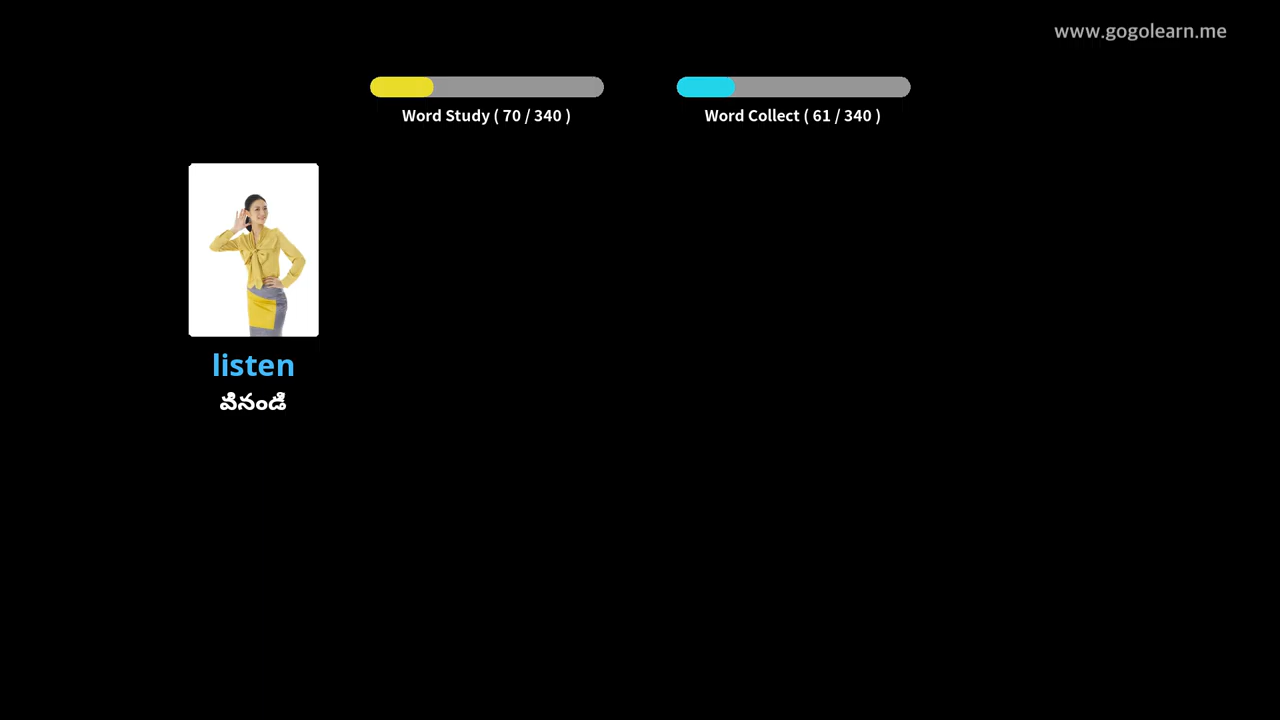 www.gogolearn.me
Word Study ( 70 / 340 )
Word Collect ( 61 / 340 )
listen
వినండి